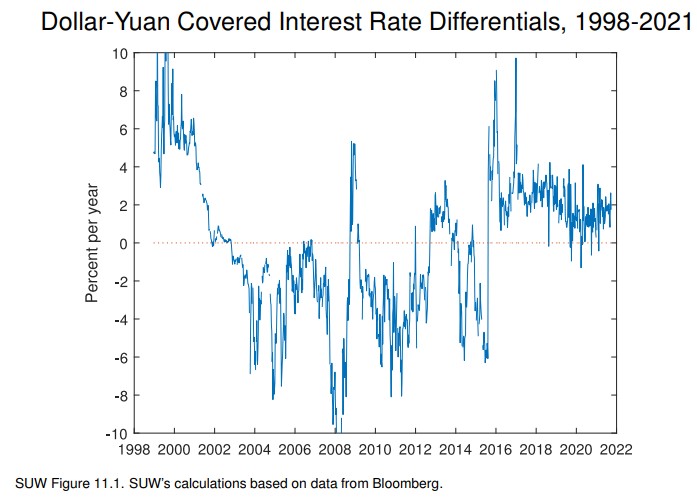 Dollar-Yuan Covered Interest Rate Differentials, 1998-2021
10
8
6
4
2
0
-2
-4
-6
-8
-10
Percent per year
1998 2000 2002 2004 2006 2008 2010 2012 2014 2016 2018 2020 2022
SUW Figure 11.1. SUW's calculations based on data from Bloomberg.